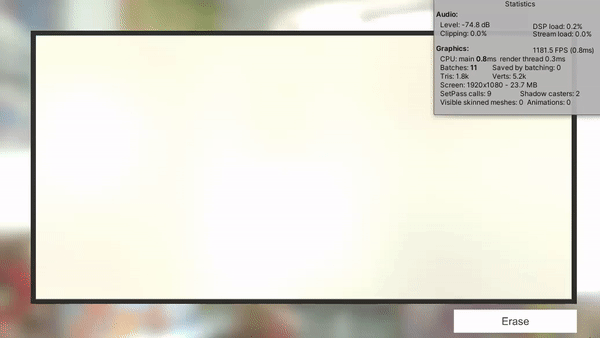 Statistics
Audio:
Level: -74.8 dB DSP load: 0.2%
Clipping: 0.0% Stream load: 0.0%
Graphics: 1181.5 FPS (0.8ms)
CPU: main 0.8ms render thread 0.3ms
Batches: 11 Saved by batching: 0
Tris: 1.8k Verts: 5.2k
Screen: 1920x1080 - 23.7 MB
SetPass calls: 9 Shadow casters: 2
Visible skinned meshes: 0 Animations: 0
Erase